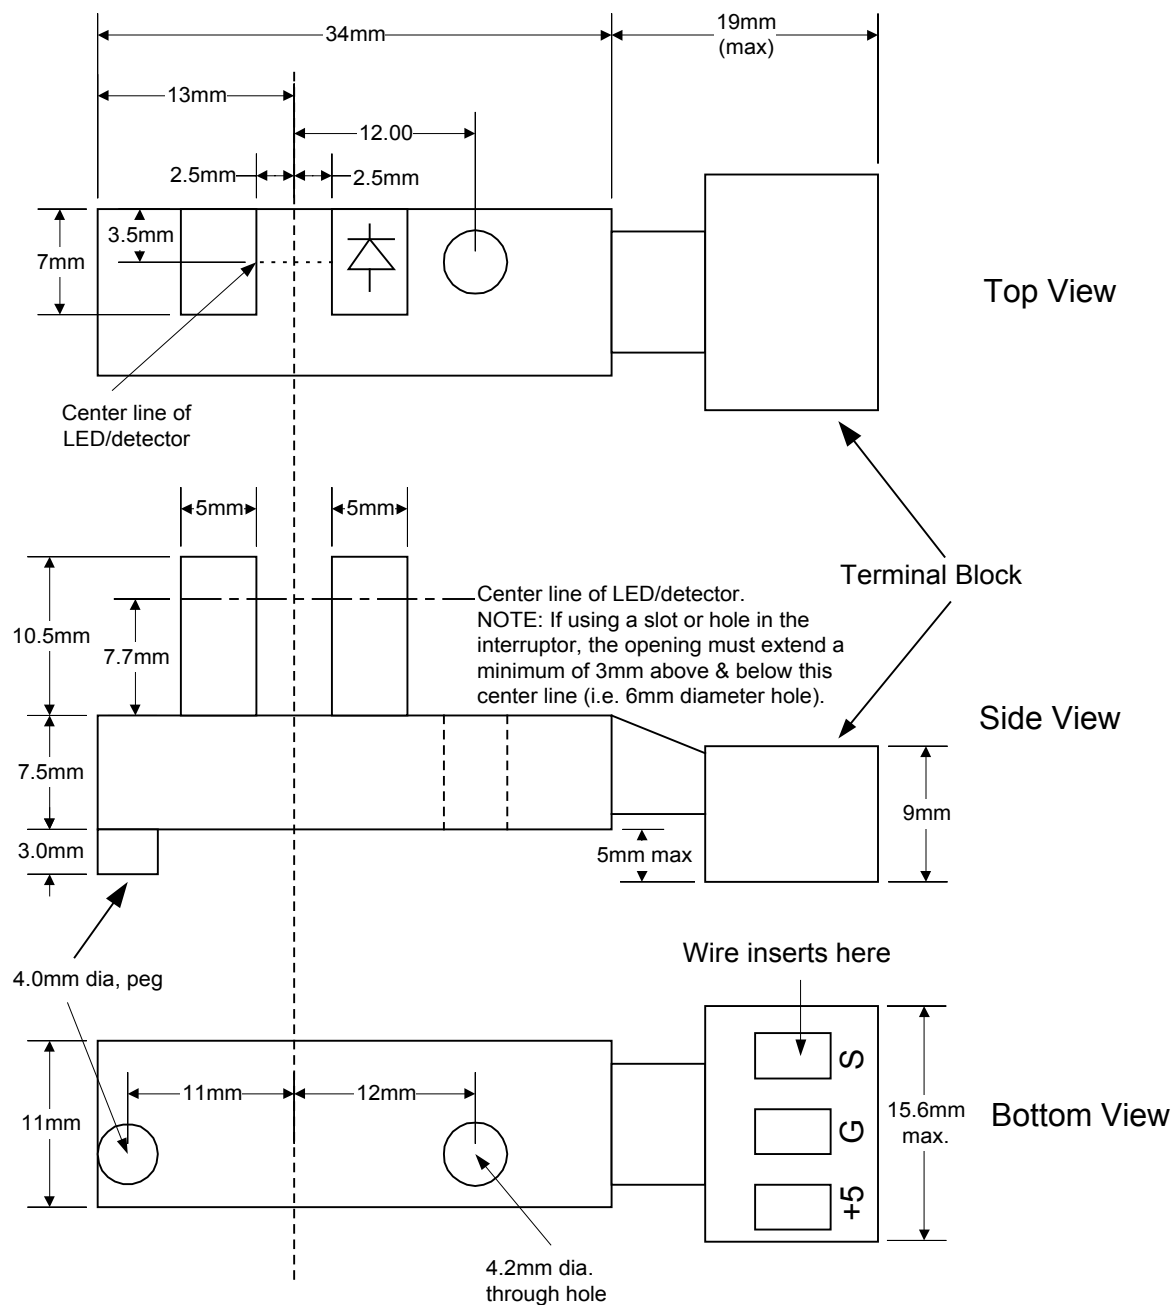 34mm
19mm
(max)
13mm
12.00
2.5mm
2.5mm
3.5mm
7mm
Top View
Center line of
LED/detector
5mm
5mm
Terminal Block
Center line of LED/detector.
NOTE: If using a slot or hole in the
interruptor, the opening must extend a
minimum of 3mm above & below this
center line (i.e. 6mm diameter hole).
10.5mm
7.7mm
Side View
7.5mm
9mm
3.0mm
5mm max
4.0mm dia, peg
Wire inserts here
11mm
12mm
11mm
S
G
+5
15.6mm
max.
Bottom View
4.2mm dia.
through hole